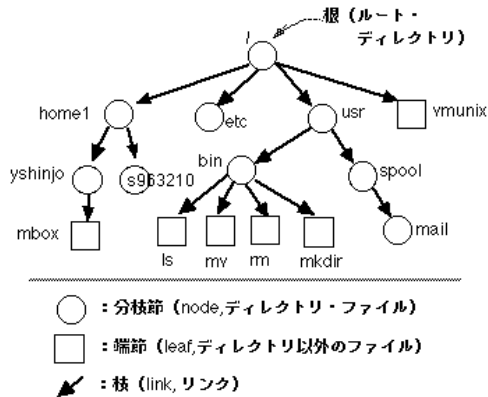 根（ルート・
ディレクトリ）
/
home1
etc
usr
vmunix
yshinjo
s963210
bin
spool
mbox
ls
mv
rm
mkdir
mail
：分枝節（node,ディレクトリ・ファイル）
：端節（leaf,ディレクトリ以外のファイル）
：枝（link, リンク）